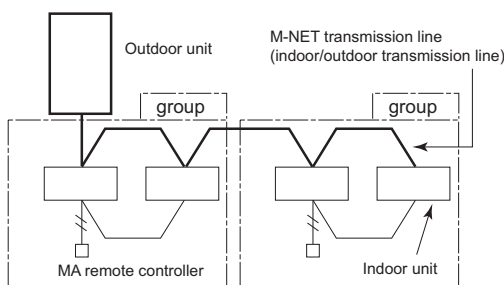 Outdoor unit
M-NET transmission line
(indoor/outdoor transmission line)
group
group
MA remote controller
Indoor unit